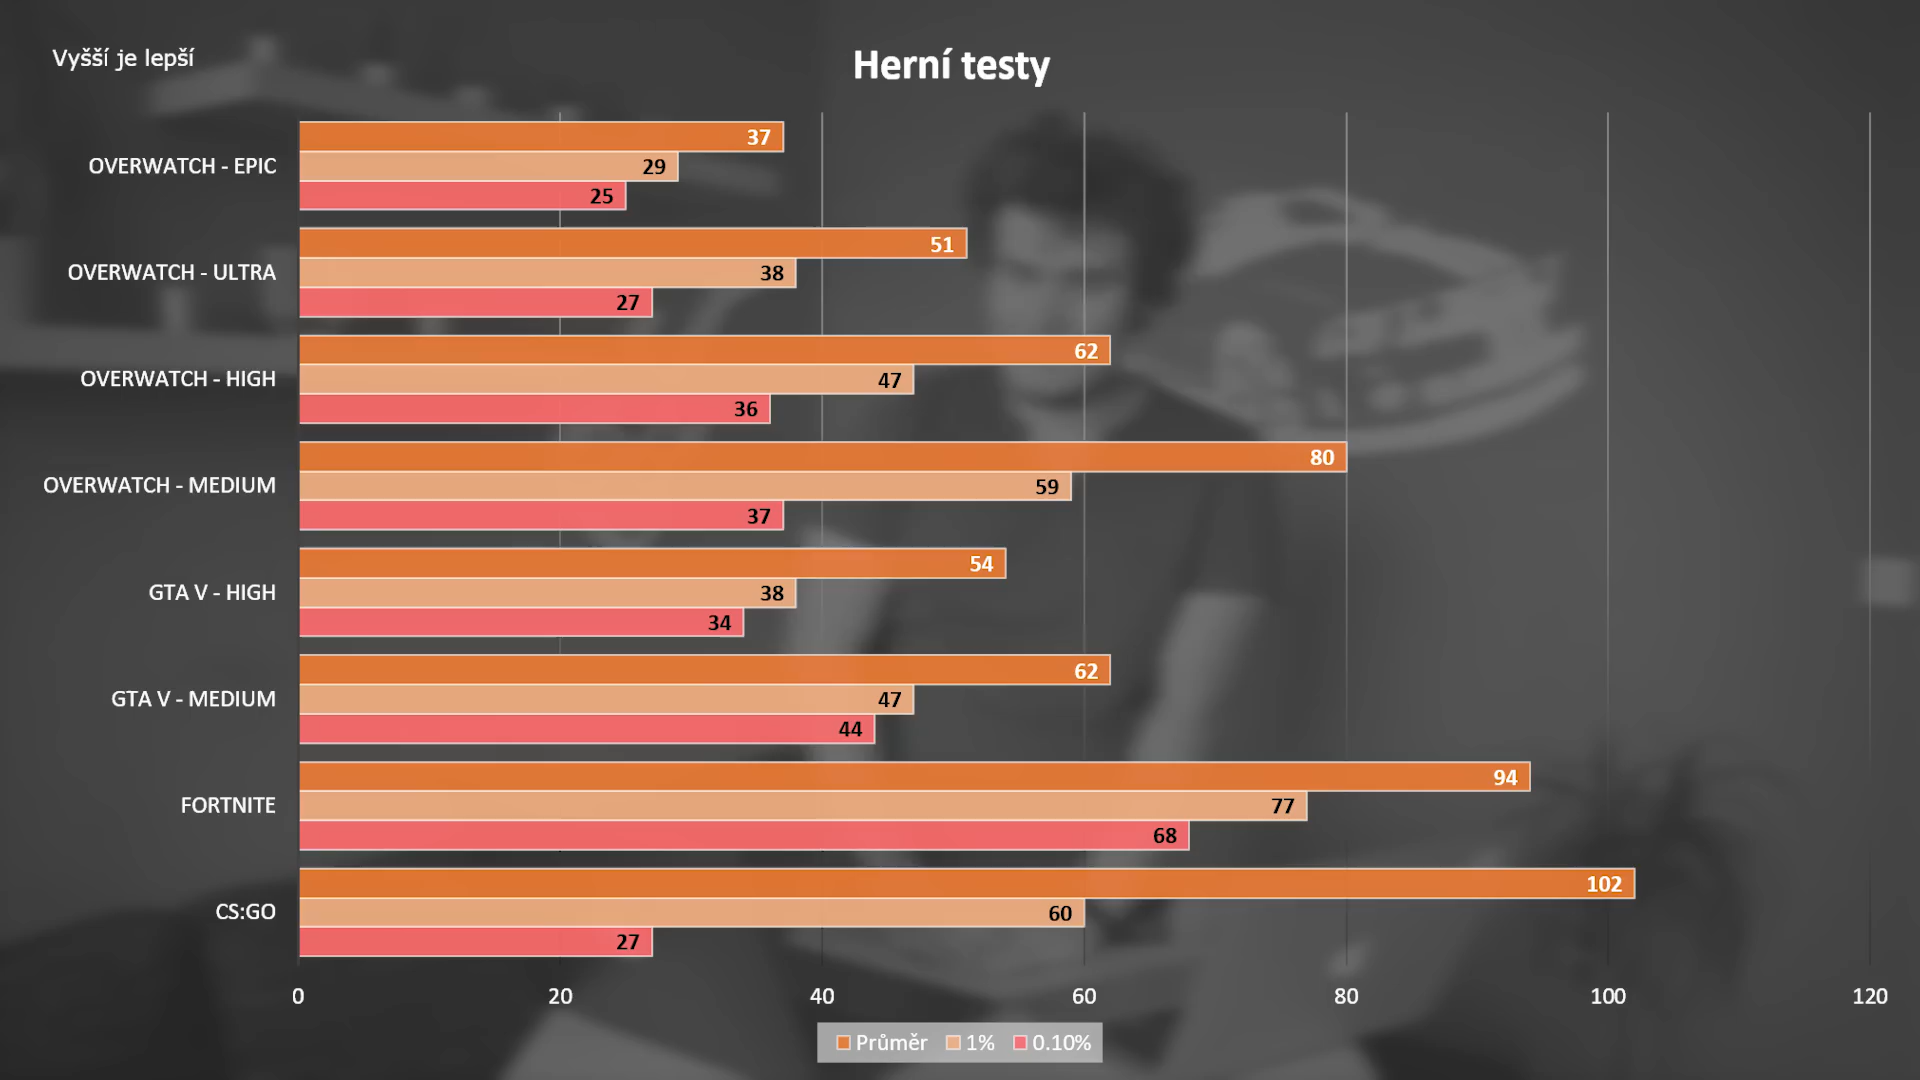 Vyšší je lepší
Herní testy
OVERWATCH - EPIC
37
29
25
OVERWATCH - ULTRA
51
38
27
OVERWATCH - HIGH
62
47
36
OVERWATCH - MEDIUM
80
59
37
GTA V - HIGH
54
38
34
GTA V - MEDIUM
62
47
44
FORTNITE
94
77
68
CS:GO
102
60
27
0 20 40 60 80 100 120
Průměr 1% 0.10%